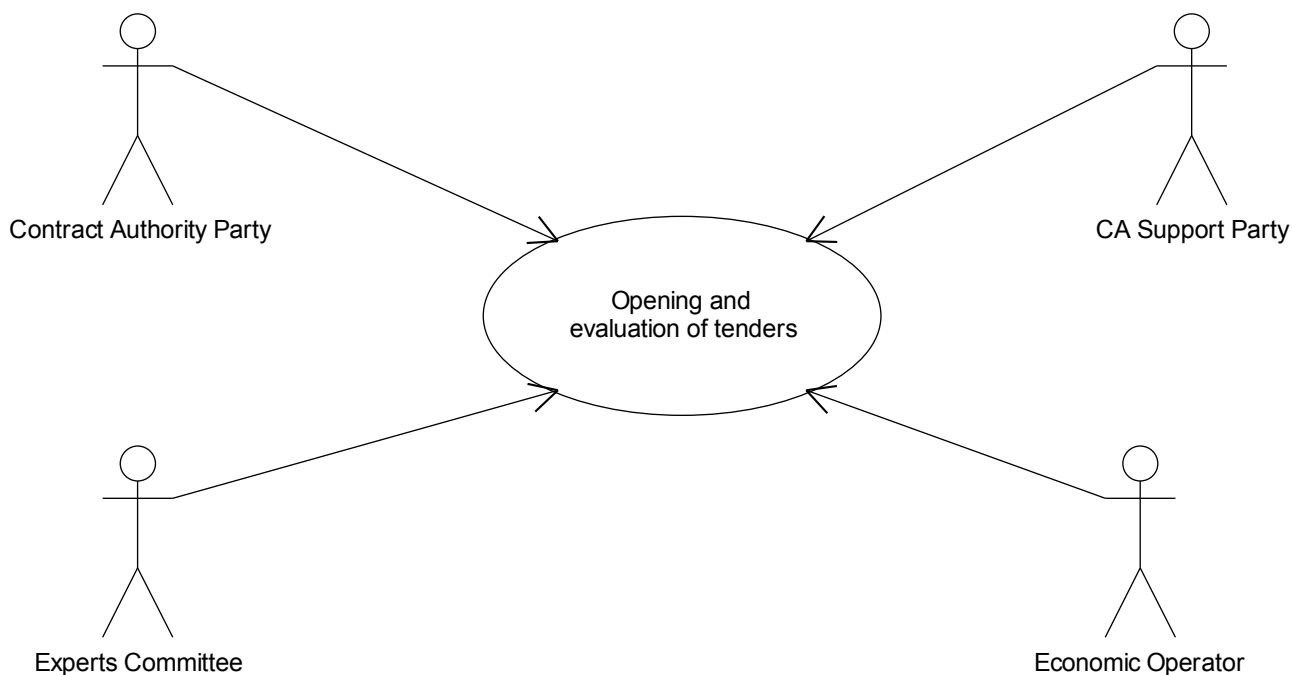 Contract Authority Party
CA Support Party
Opening and
evaluation of tenders
Experts Committee
Economic Operator